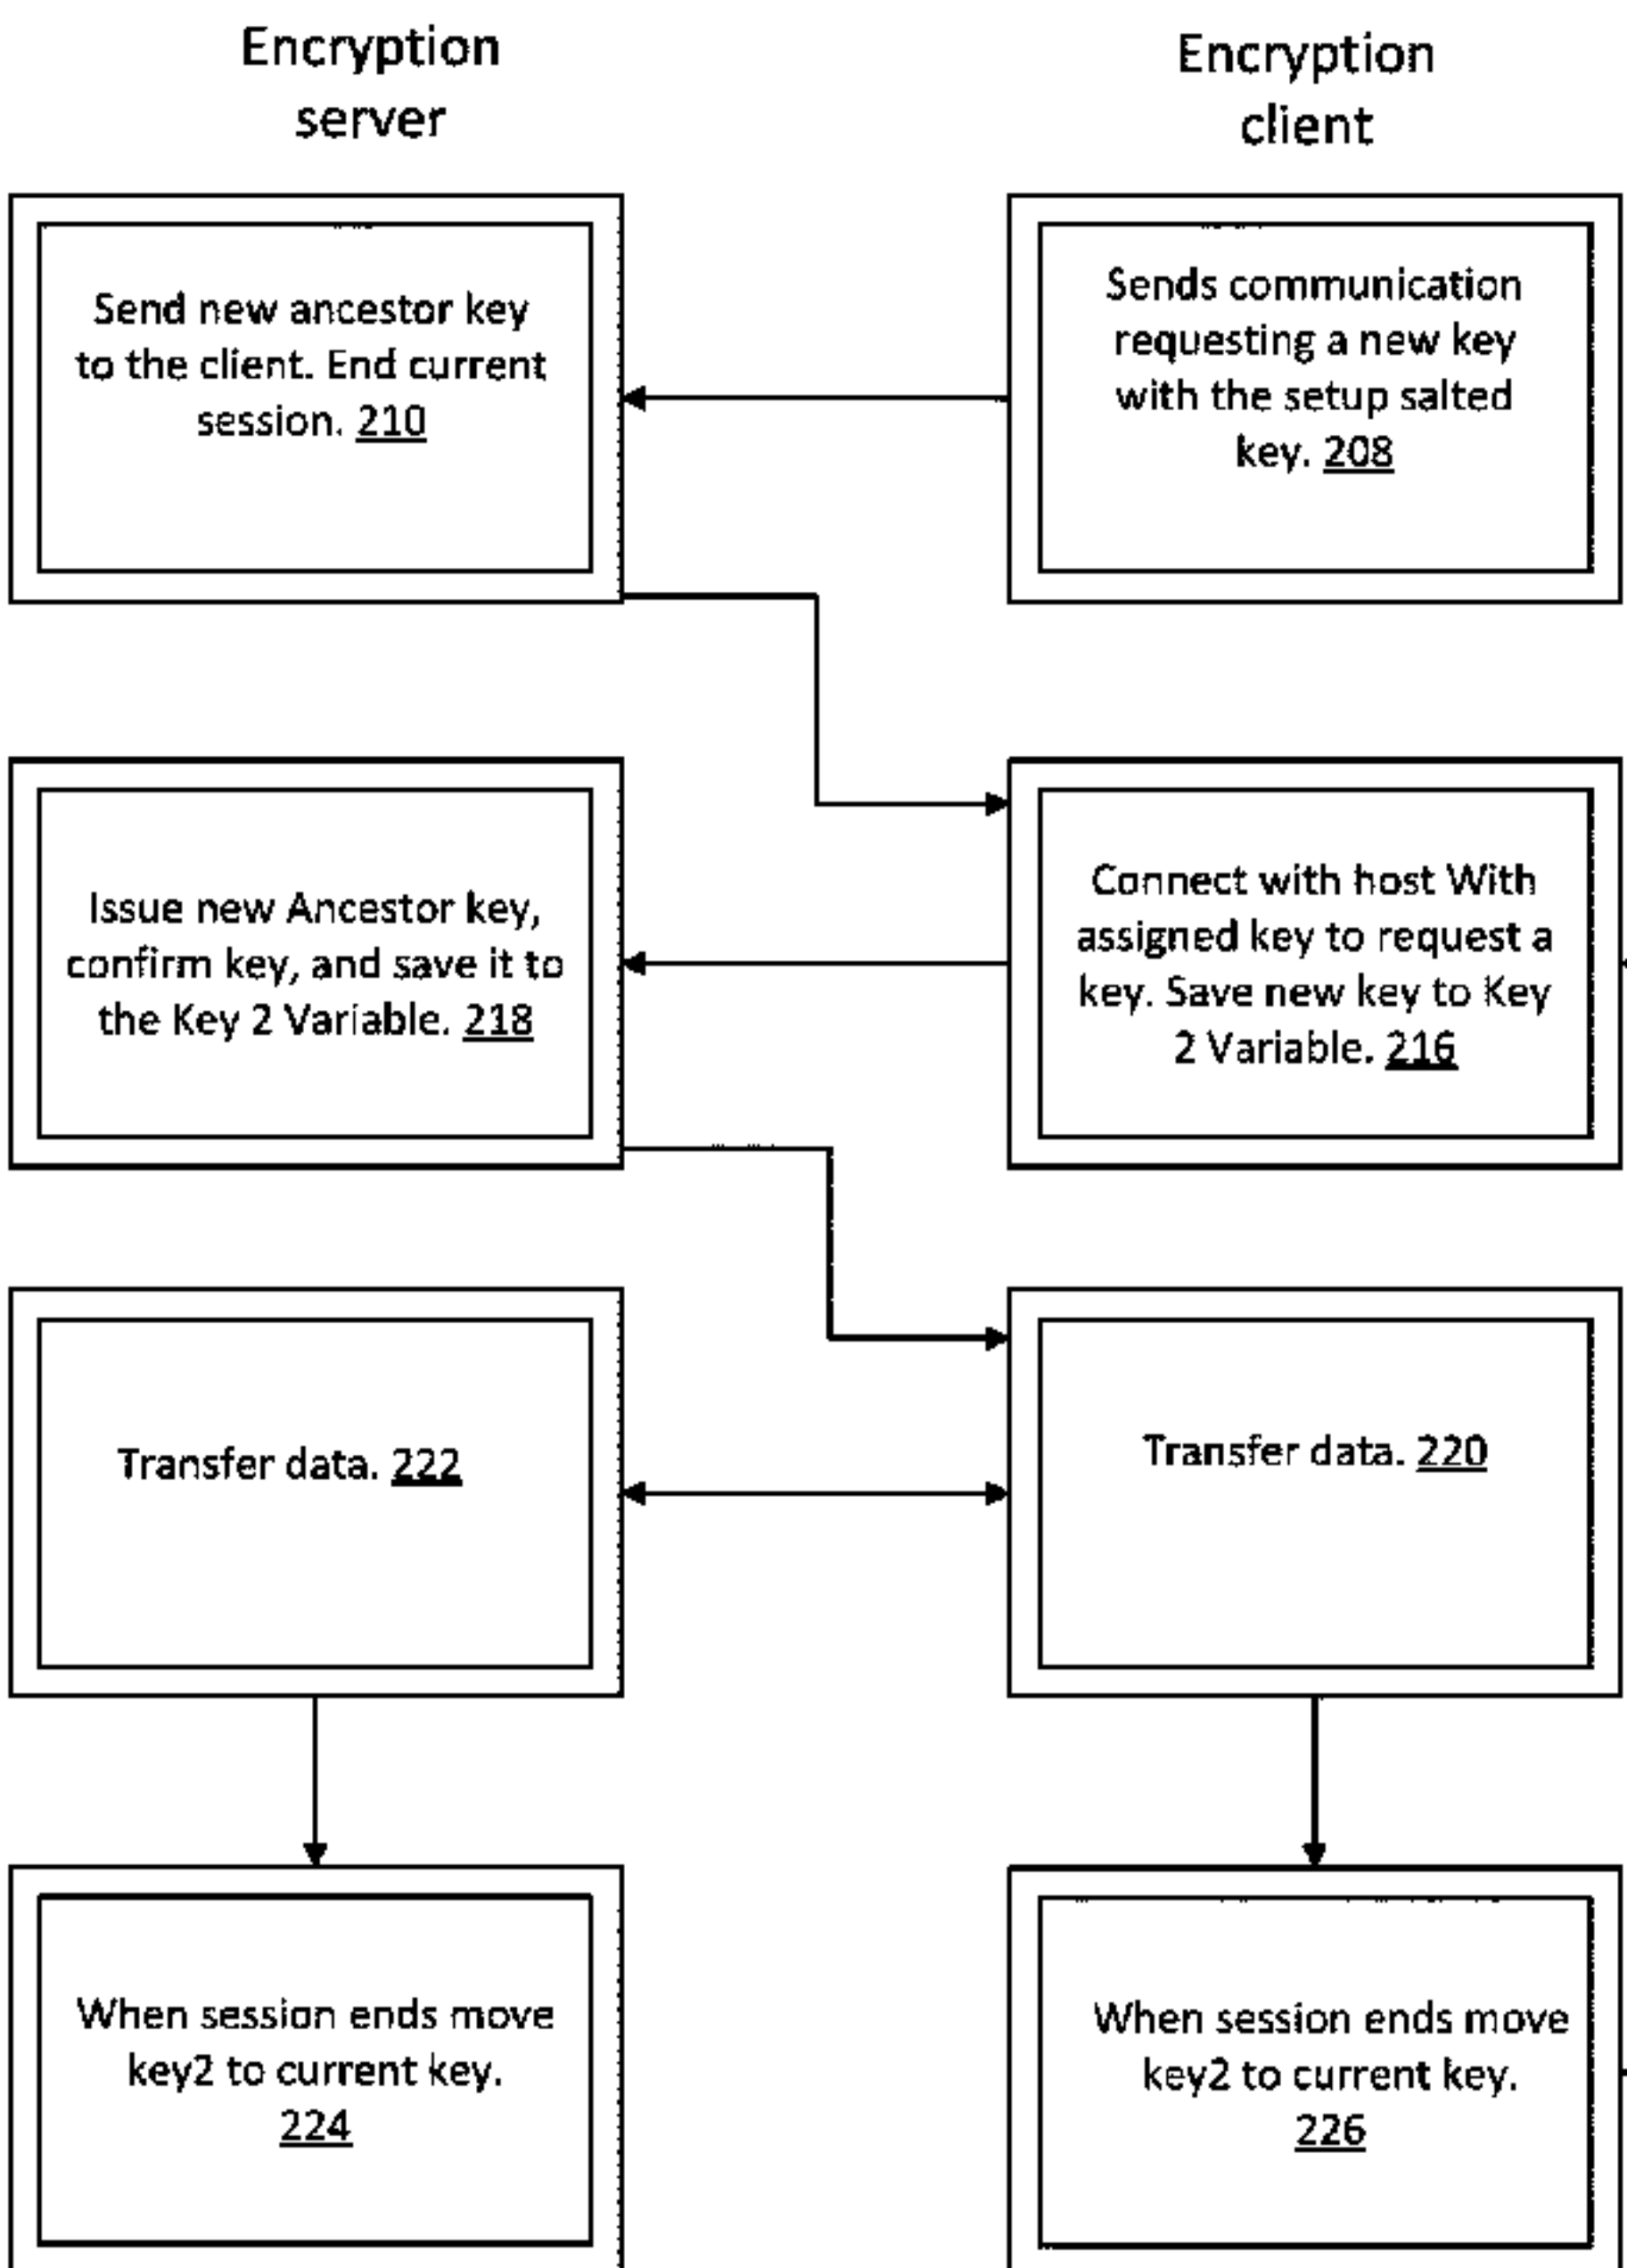 Encryption
server
Encryption
client
Send new ancestor key
to the client. End current
session. 210
Sends communication
requesting a new key
with the setup salted
key. 208
Issue new Ancestor key,
confirm key, and save it to
the Key 2 Variable. 218
Connect with host With
assigned key to request a
key. Save new key to Key
2 Variable. 216
Transfer data. 222
Transfer data. 220
When session ends move
key2 to current key.
224
When session ends move
key2 to current key.
226